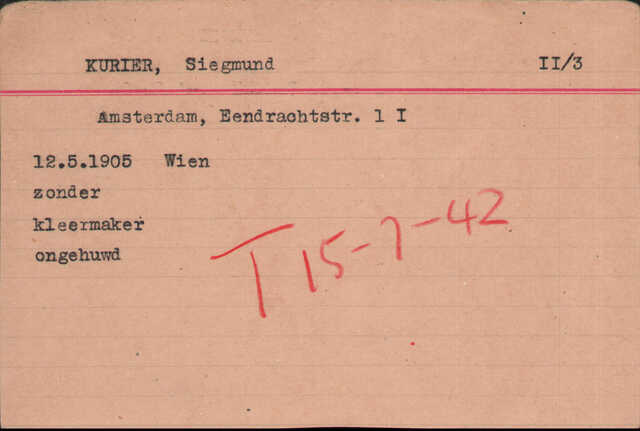 KURIER, Siegmund II/3
Amsterdam, Eendrachtstr. 1 I
12.5.1905 Wien
zonder
kleermaker
ongehuwd
T 15-7-42